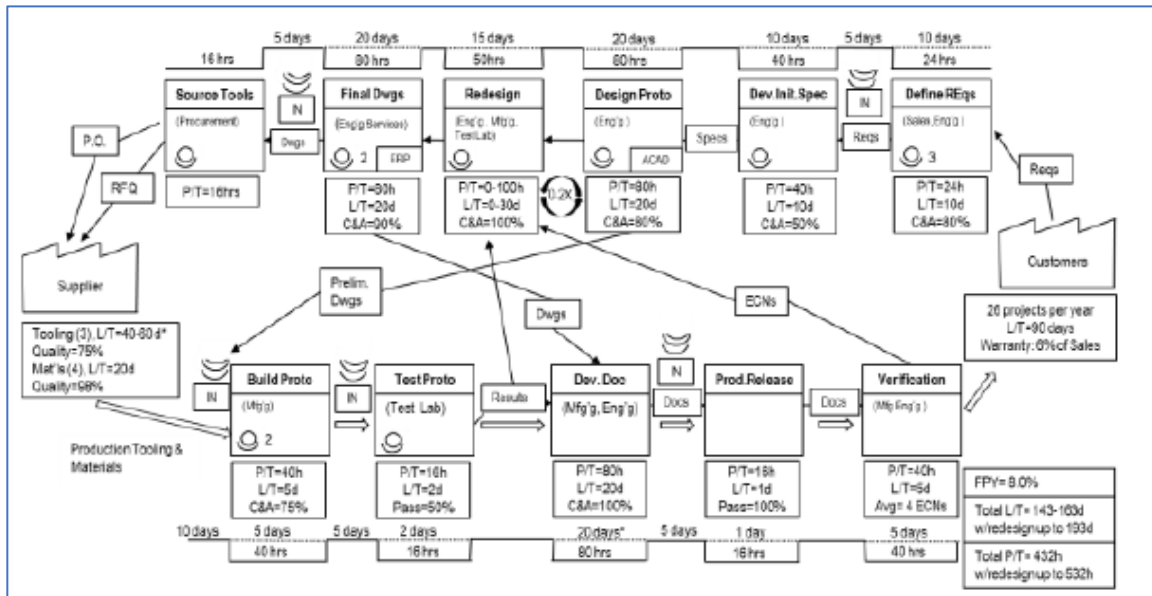 5 days
20 days
15 days
20 days
10 days
5 days
10 days
16 hrs
80 hrs
50hrs
80 hrs
40 hrs
24 hrs
Source Tools
(Procurement)
P/T=16hrs
IN
Dwgs
Final Dwgs
(Eng'g Services)
2
ERP
P/T=80h
L/T=20d
C&A=90%
Redesign
(Eng'g, Mfg'g,
Test Lab)
P/T=0-100h
L/T=0-30d
C&A=100%
0.2X
Design Proto
(Eng'g)
ACAD
P/T=80h
L/T=20d
C&A=80%
Specs
Dev.Init.Spec
(Eng'g)
P/T=40h
L/T=10d
C&A=50%
IN
Reqs
Define REqs
(Sales,Eng'g)
3
P/T=24h
L/T=10d
C&A=80%
P.O.
RFQ
Reqs
Supplier
Customers
Prelim.
Dwgs
Dwgs
ECNs
Tooling (3), L/T=40-60d*
Quality=75%
Mat'ls (4), L/T=20d
Quality=98%
26 projects per year
L/T=90 days
Warranty: 6% of Sales
Production Tooling &
Materials
IN
Build Proto
(Mfg'g)
2
P/T=40h
L/T=5d
C&A=75%
IN
Test Proto
(Test Lab)
P/T=16h
L/T=2d
Pass=50%
Results
Dev. Doc
(Mfg'g, Eng'g)
P/T=80h
L/T=20d
C&A=100%
IN
Docs
Prod.Release
P/T=16h
L/T=1d
Pass=100%
Docs
Verification
(Mfg Eng'g)
P/T=40h
L/T=5d
Avg= 4 ECNs
FPY= 8.0%
Total L/T= 143-163d
w/redesign up to 193d
Total P/T= 432h
w/redesign up to 532h
10 days
5 days
5 days
2 days
20 days*
5 days
1 day
5 days
40 hrs
16 hrs
80 hrs
16 hrs
40 hrs